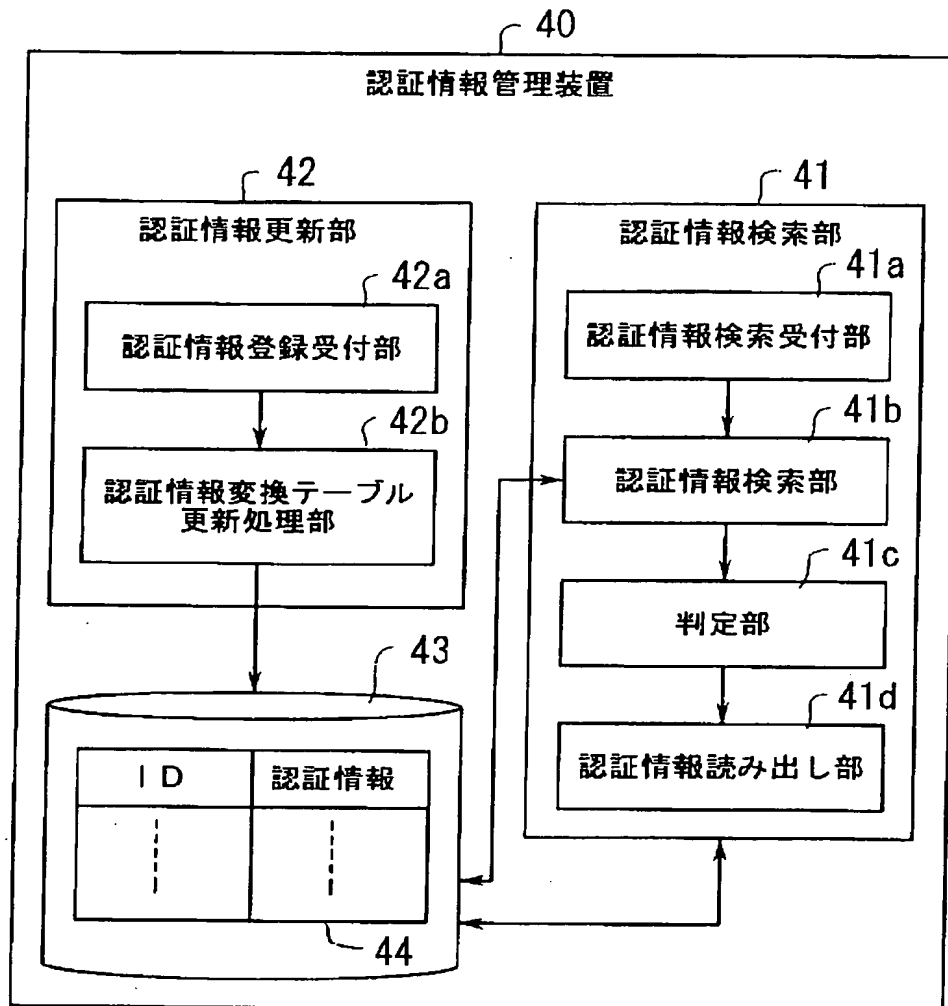 40
認証情報管理装置
42
認証情報更新部
42a
認証情報登録受付部
42b
認証情報変換テーブル
更新処理部
43
ID
認証情報
44
41
認証情報検索部
41a
認証情報検索受付部
41b
認証情報検索部
41c
判定部
41d
認証情報読み出し部